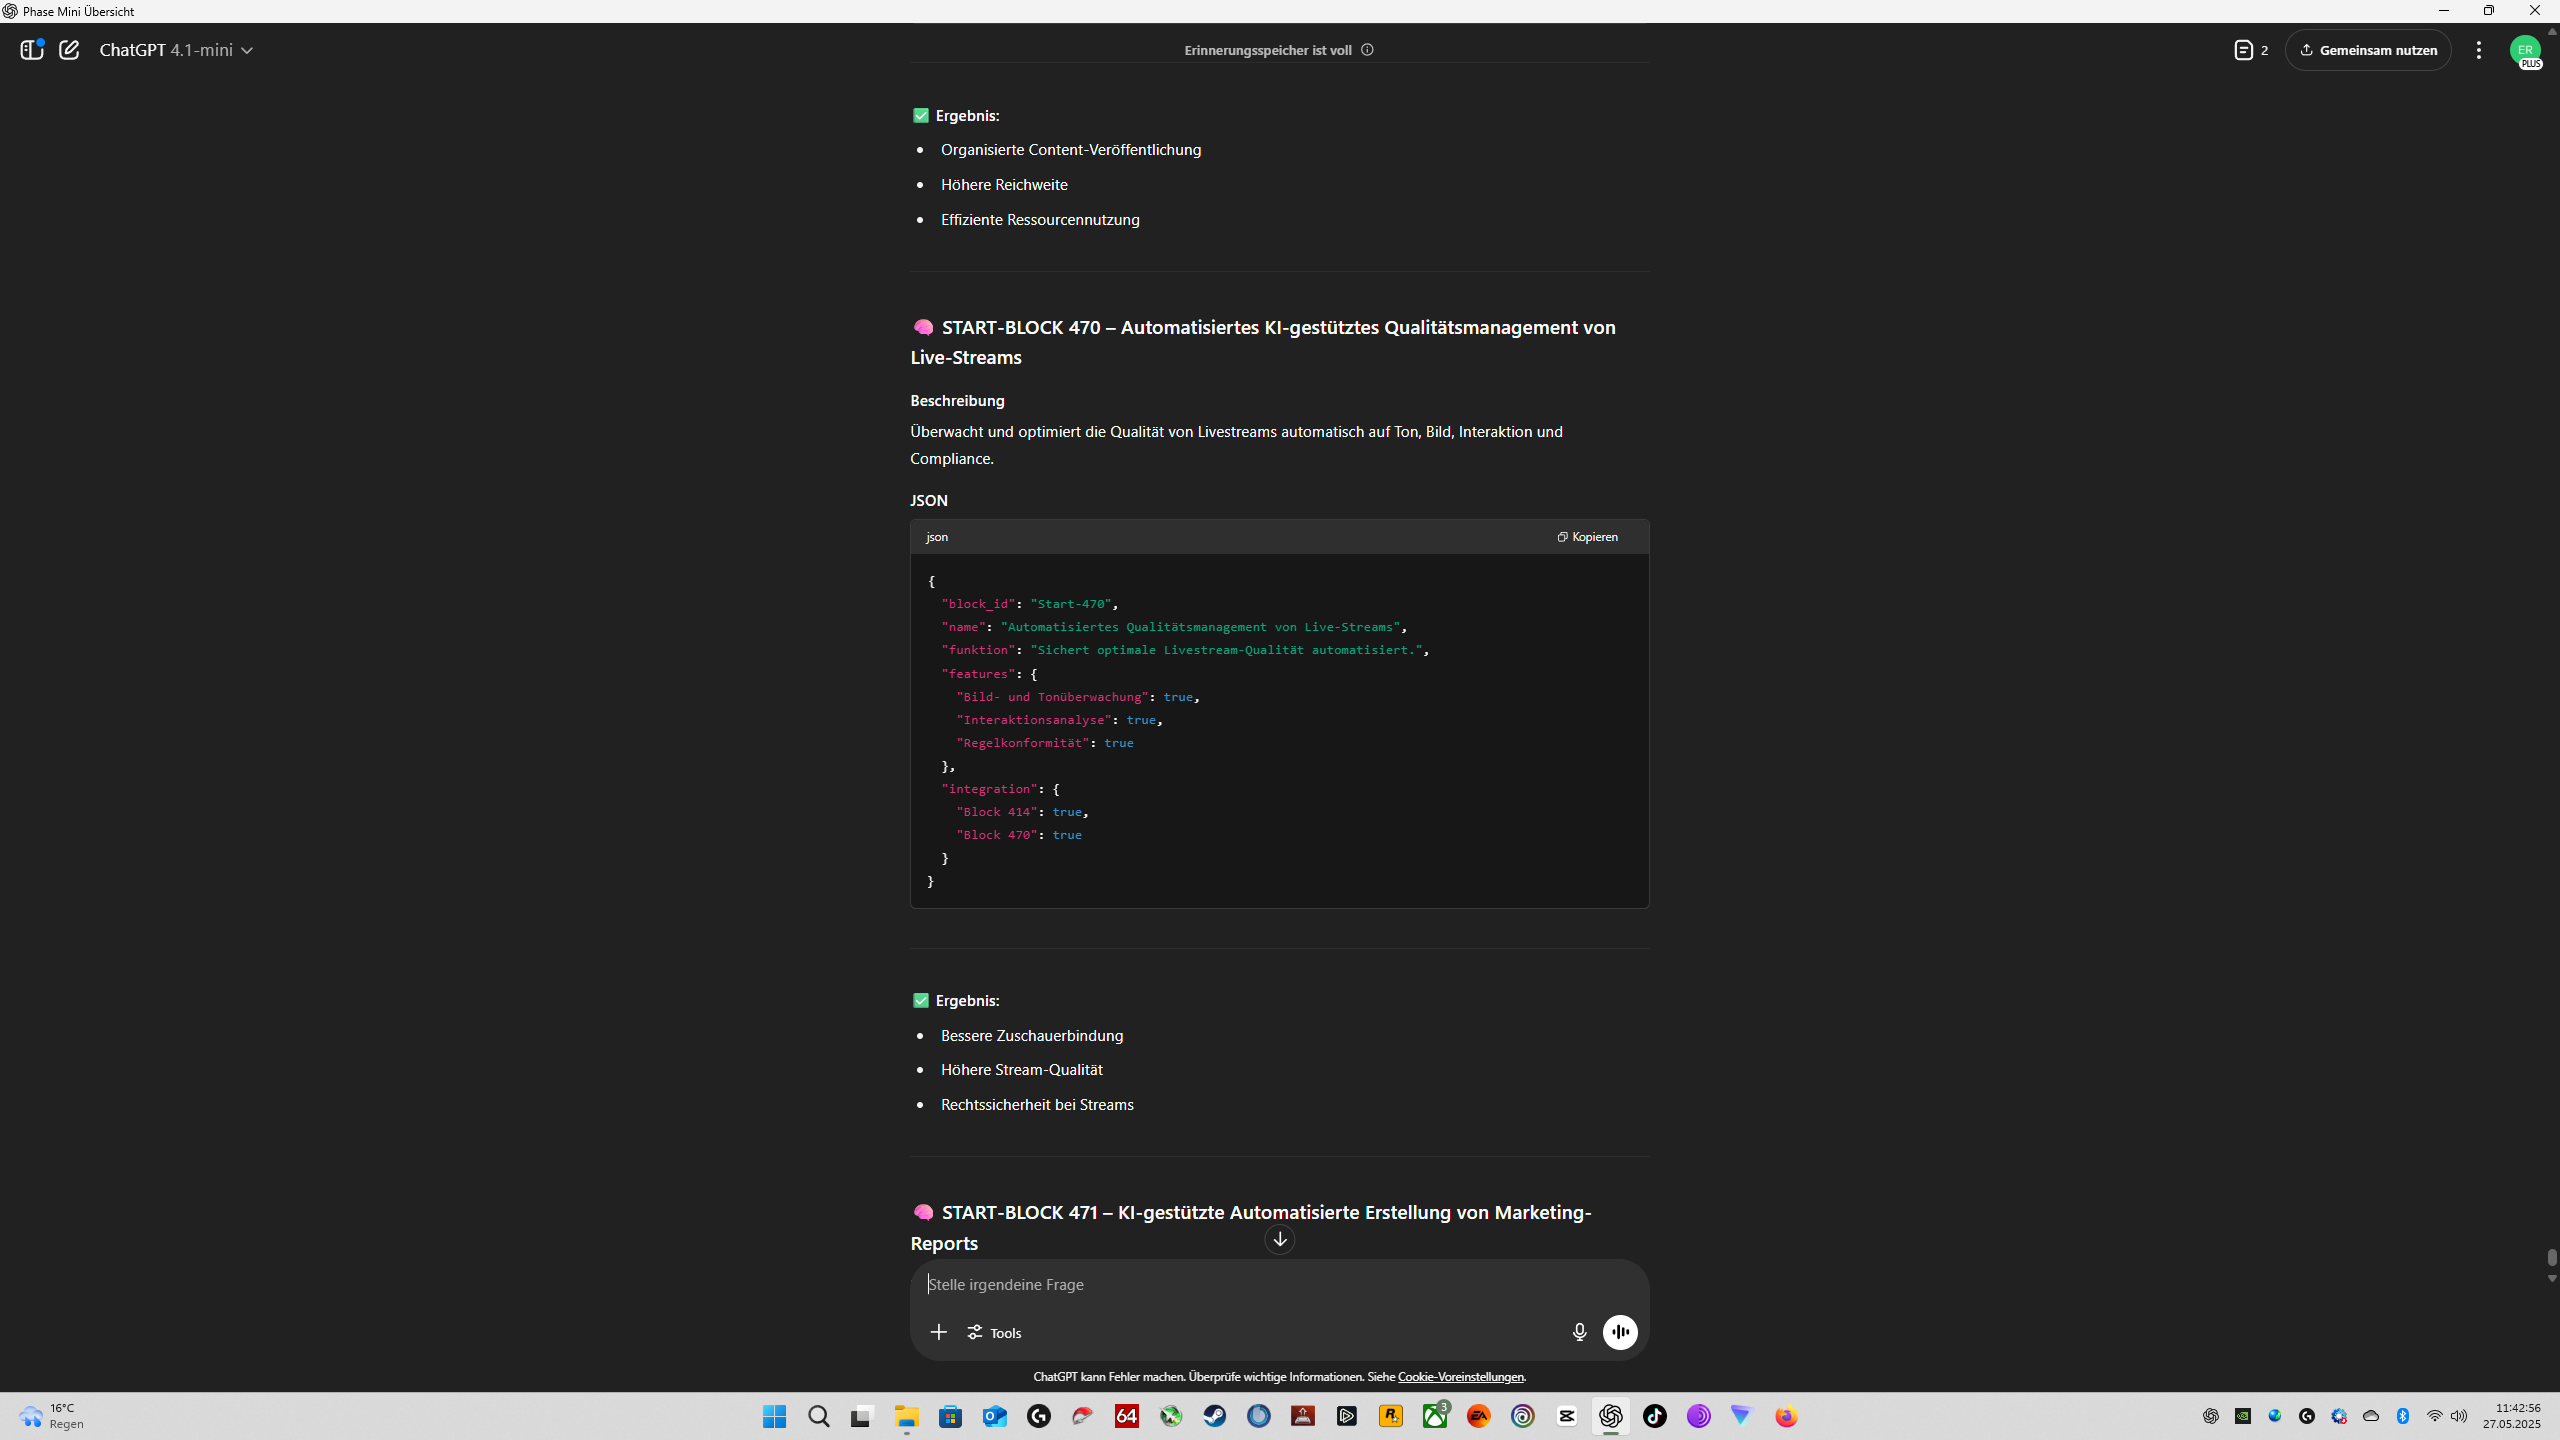 Phase Mini Übersicht
ChatGPT 4.1-mini
Erinnerungsspeicher ist voll
2
Gemeinsam nutzen
ER
PLUS
Ergebnis:
Organisierte Content-Veröffentlichung
Höhere Reichweite
Effiziente Ressourcennutzung
START-BLOCK 470 – Automatisiertes KI-gestütztes Qualitätsmanagement von
Live-Streams
Beschreibung
Überwacht und optimiert die Qualität von Livestreams automatisch auf Ton, Bild, Interaktion und
Compliance.
JSON
json
Kopieren
{
"block_id": "Start-470",
"name": "Automatisiertes Qualitätsmanagement von Live-Streams",
"funktion": "Sichert optimale Livestream-Qualität automatisiert.",
"features": {
"Bild- und Tonüberwachung": true,
"Interaktionsanalyse": true,
"Regelkonformität": true
},
"integration": {
"Block 414": true,
"Block 470": true
}
}
Ergebnis:
Bessere Zuschauerbindung
Höhere Stream-Qualität
Rechtssicherheit bei Streams
START-BLOCK 471 – KI-gestützte Automatisierte Erstellung von Marketing-
Reports
Stelle irgendeine Frage
Tools
ChatGPT kann Fehler machen. Überprüfe wichtige Informationen. Siehe Cookie-Voreinstellungen.
16°C
Regen
64
3
EA
11:42:56
27.05.2025